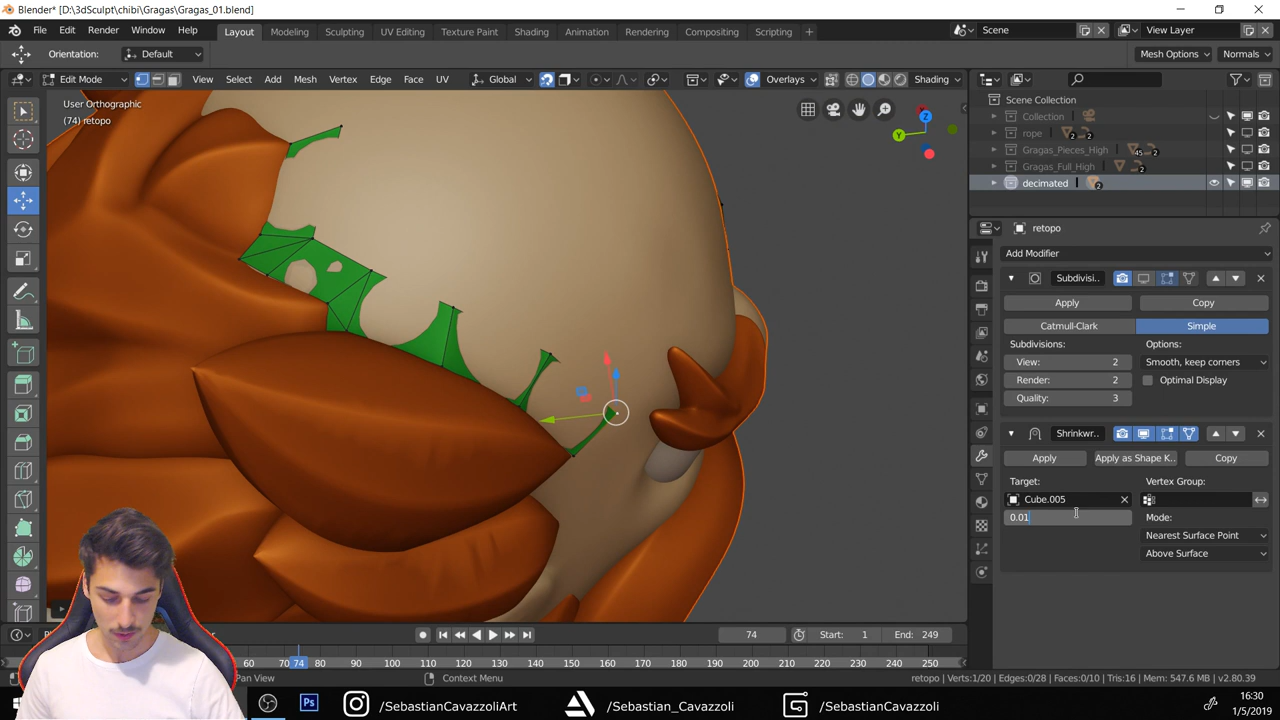 Blender* [D:\3dSculpt\chibi\Gragas\Gragas_01.blend]
File Edit Render Window Help Layout Modeling Sculpting UV Editing Texture Paint Shading Animation Rendering Compositing Scripting + Scene View Layer
Orientation: Default Mesh Options Normals
Edit Mode View Select Add Mesh Vertex Edge Face UV Global Overlays Shading
User Orthographic
(74) retopo
Z
Y
Scene Collection
Collection
rope 2 2
Gragas_Pieces_High 45 2
Gragas_Full_High 2
decimated 2
retopo
Add Modifier
Subdivisi..
Apply Copy
Catmull-Clark Simple
Subdivisions: Options:
View: 2 Smooth, keep corners
Render: 2 Optimal Display
Quality: 3
Shrinkwr..
Apply Apply as Shape K.. Copy
Target: Vertex Group:
Cube.005
0.01 Mode:
Nearest Surface Point
Above Surface
74 Start: 1 End: 249
60 70 74 80 90 100 110 120 130 140 150 160 170 180 190 200 210 220 230 240 250
Pan View Context Menu retopo | Verts:1/20 | Edges:0/28 | Faces:0/10 | Tris:16 | Mem: 547.6 MB | v2.80.39
Ps /SebastianCavazzoliArt /Sebastian_Cavazzoli /SebastianCavazzoli
16:30
1/5/2019